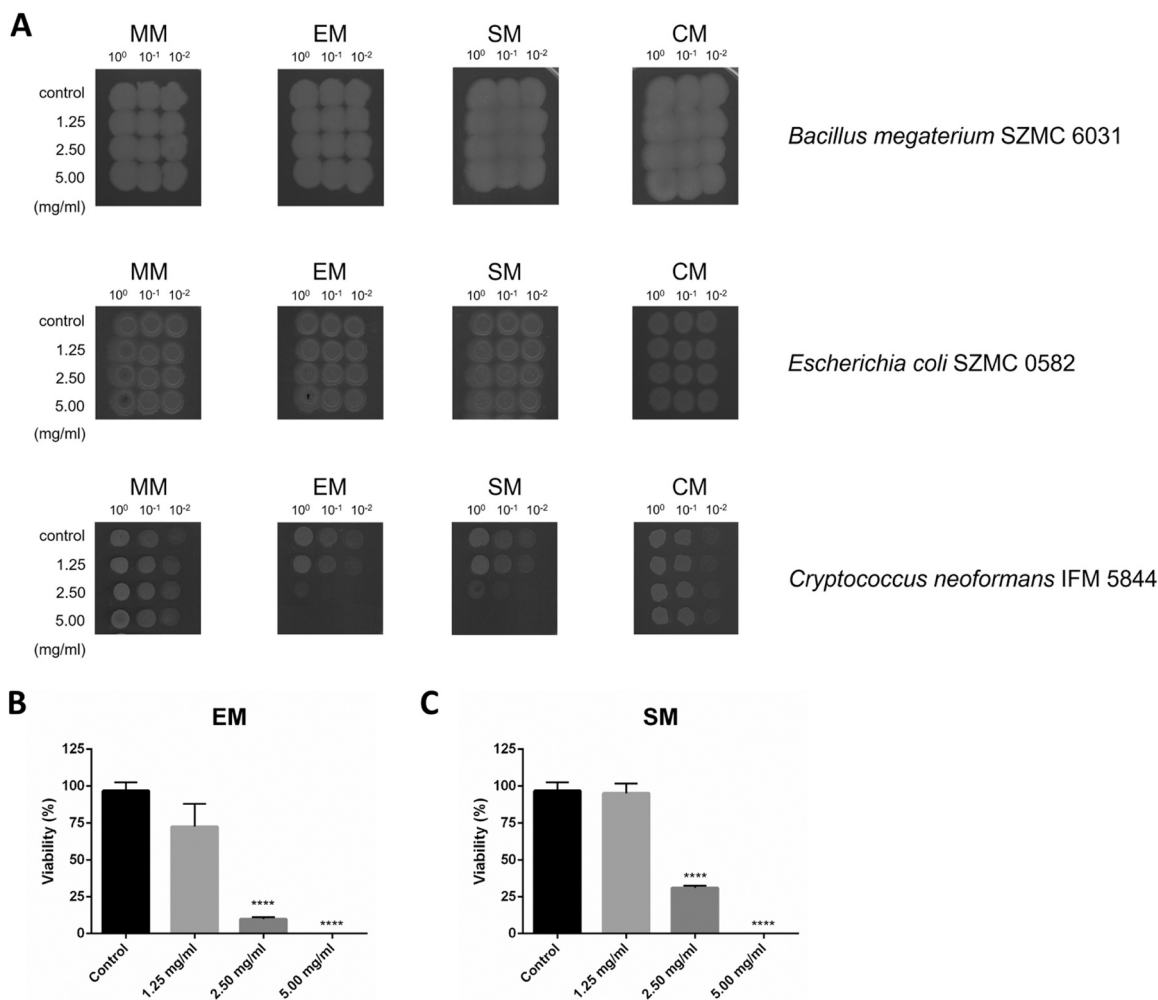 A
MM EM SM CM
10⁰ 10⁻¹ 10⁻² 10⁰ 10⁻¹ 10⁻² 10⁰ 10⁻¹ 10⁻² 10⁰ 10⁻¹ 10⁻²
control
1.25
2.50
5.00
(mg/ml)
Bacillus megaterium SZMC 6031
MM EM SM CM
10⁰ 10⁻¹ 10⁻² 10⁰ 10⁻¹ 10⁻² 10⁰ 10⁻¹ 10⁻² 10⁰ 10⁻¹ 10⁻²
control
1.25
2.50
5.00
(mg/ml)
Escherichia coli SZMC 0582
MM EM SM CM
10⁰ 10⁻¹ 10⁻² 10⁰ 10⁻¹ 10⁻² 10⁰ 10⁻¹ 10⁻² 10⁰ 10⁻¹ 10⁻²
control
1.25
2.50
5.00
(mg/ml)
Cryptococcus neoformans IFM 5844
B
EM
Viability (%)
125
100
75
50
25
0
****
****
Control
1.25 mg/ml
2.50 mg/ml
5.00 mg/ml
C
SM
Viability (%)
125
100
75
50
25
0
****
****
Control
1.25 mg/ml
2.50 mg/ml
5.00 mg/ml